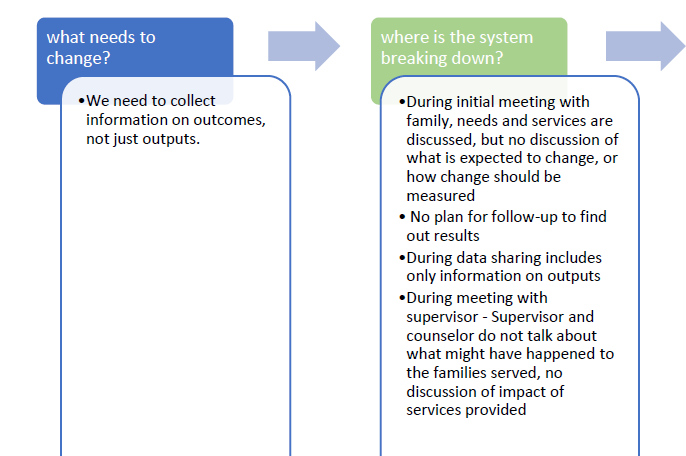 what needs to
change?
•We need to collect
information on outcomes,
not just outputs.
where is the system
breaking down?
•During initial meeting with
family, needs and services are
discussed, but no discussion of
what is expected to change, or
how change should be
measured
• No plan for follow-up to find
out results
•During data sharing includes
only information on outputs
•During meeting with
supervisor - Supervisor and
counselor do not talk about
what might have happened to
the families served, no
discussion of impact of
services provided